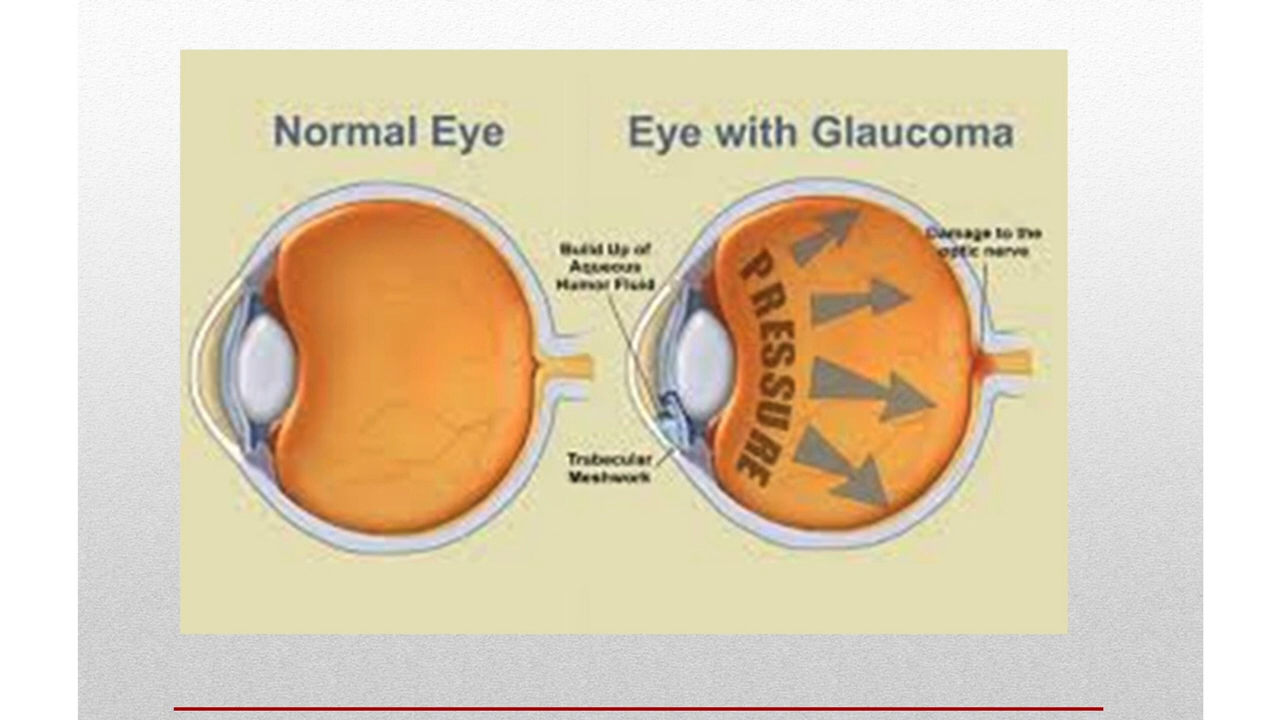 Normal Eye
Eye with Glaucoma
Build Up of
Aqueous
Humor Fluid
Damage to the
optic nerve
PRESSURE
Trabecular
Meshwork